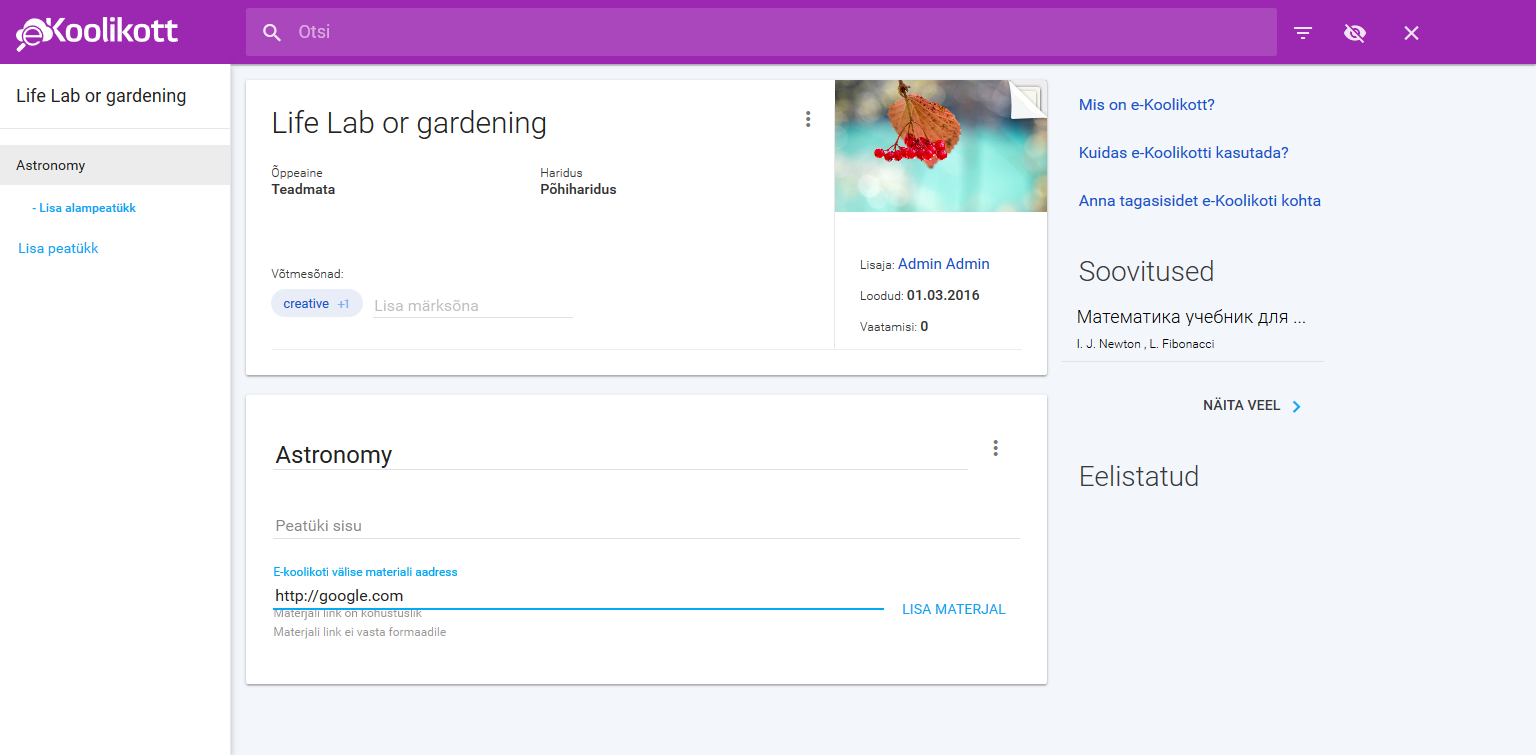 eKoolikott
Otsi
Life Lab or gardening
Astronomy
- Lisa alampeatükk
Lisa peatükk
Life Lab or gardening
Õppeaine
Teadmata
Haridus
Põhiharidus
Võtmesõnad:
creative +1
Lisa märksõna
Lisaja: Admin Admin
Loodud: 01.03.2016
Vaatamisi: 0
Astronomy
Peatüki sisu
E-koolikoti välise materiali aadress
http://google.com
LISA MATERJAL
Materjali link on kohustuslik
Materjali link ei vasta formaadile
Mis on e-Koolikott?
Kuidas e-Koolikotti kasutada?
Anna tagasisidet e-Koolikoti kohta
Soovitused
Математика учебник для ...
I. J. Newton , L. Fibonacci
NÄITA VEEL
Eelistatud